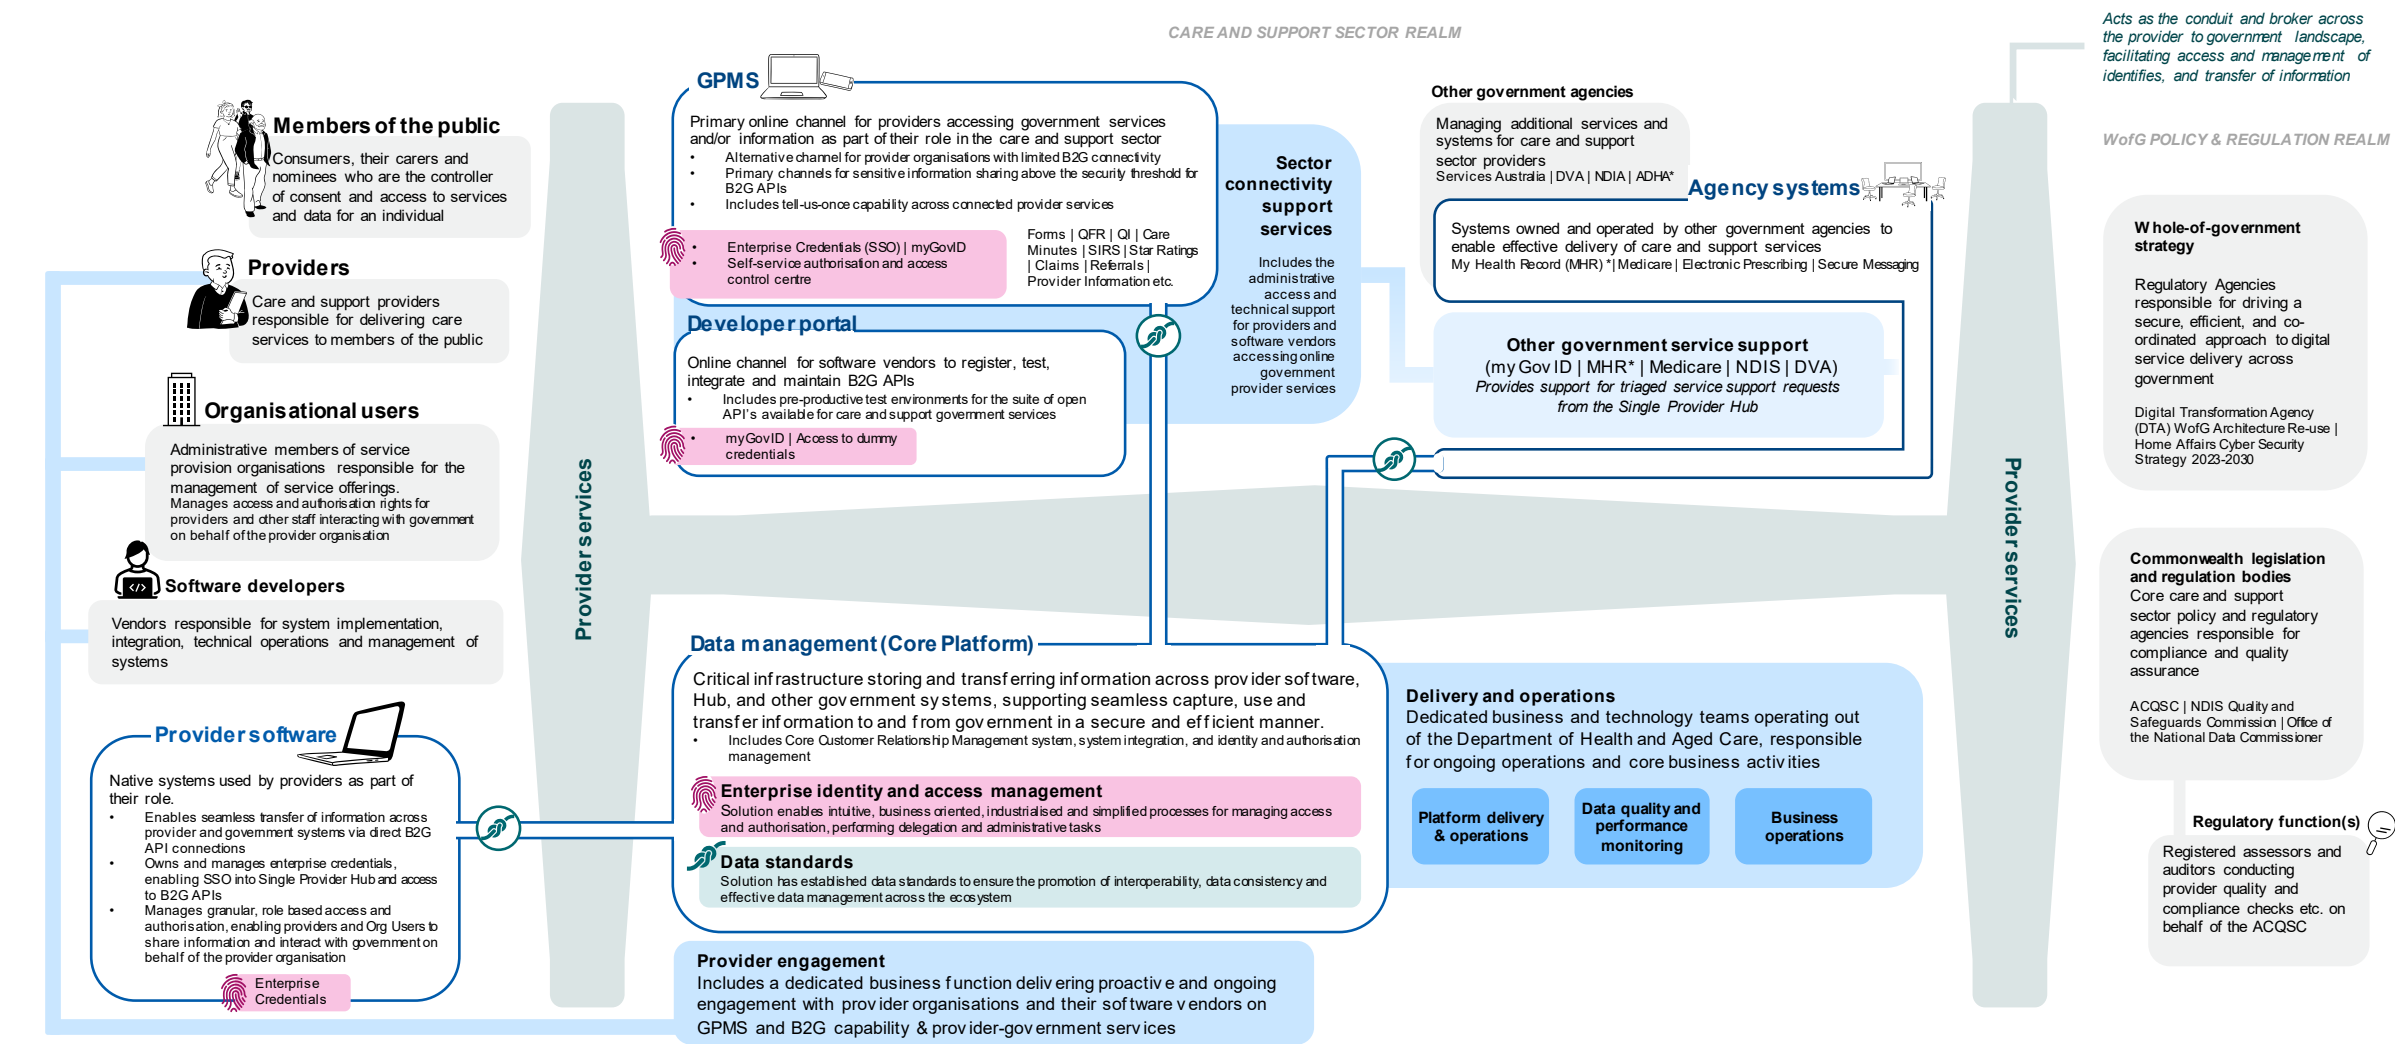 CARE AND SUPPORT SECTOR REALM
Acts as the conduit and broker across
the provider to government landscape,
facilitating access and management of
identifies, and transfer of information
WofG POLICY & REGULATION REALM
Members of the public
Consumers, their carers and
nominees who are the controller
of consent and access to services
and data for an individual
Providers
Care and support providers
responsible for delivering care
services to members of the public
Organisational users
Administrative members of service
provision organisations responsible for the
management of service offerings.
Manages access and authorisation rights for
providers and other staff interacting with government
on behalf of the provider organisation
Software developers
Vendors responsible for system implementation,
integration, technical operations and management of
systems
Provider software
Native systems used by providers as part of
their role.
• Enables seamless transfer of information across
provider and government systems via direct B2G
API connections
• Owns and manages enterprise credentials,
enabling SSO into Single Provider Hub and access
to B2G APIs
• Manages granular, role based access and
authorisation, enabling providers and Org Users to
share information and interact with government on
behalf of the provider organisation
Enterprise
Credentials
Provider services
GPMS
Primary online channel for providers accessing government services
and/or information as part of their role in the care and support sector
• Alternative channel for provider organisations with limited B2G connectivity
• Primary channels for sensitive information sharing above the security threshold for
B2G APIs
• Includes tell-us-once capability across connected provider services
• Enterprise Credentials (SSO) | myGovID
• Self-service authorisation and access
control centre
Forms | QFR | QI | Care
Minutes | SIRS | Star Ratings
| Claims | Referrals |
Provider Information etc.
Developer portal
Online channel for software vendors to register, test,
integrate and maintain B2G APIs
• Includes pre-productive test environments for the suite of open
API's available for care and support government services
• myGovID | Access to dummy
credentials
Sector
connectivity
support
services
Includes the
administrative
access and
technical support
for providers and
software vendors
accessing online
government
provider services
Other government agencies
Managing additional services and
systems for care and support
sector providers
Services Australia | DVA | NDIA | ADHA*
Agency systems
Systems owned and operated by other government agencies to
enable effective delivery of care and support services
My Health Record (MHR) *| Medicare | Electronic Prescribing | Secure Messaging
Other government service support
(myGovID | MHR* | Medicare | NDIS | DVA)
Provides support for triaged service support requests
from the Single Provider Hub
Data management (Core Platform)
Critical infrastructure storing and transferring information across provider software,
Hub, and other government systems, supporting seamless capture, use and
transfer information to and from government in a secure and efficient manner.
• Includes Core Customer Relationship Management system, system integration, and identity and authorisation
management
Enterprise identity and access management
Solution enables intuitive, business oriented, industrialised and simplified processes for managing access
and authorisation, performing delegation and administrative tasks
Data standards
Solution has established data standards to ensure the promotion of interoperability, data consistency and
effective data management across the ecosystem
Delivery and operations
Dedicated business and technology teams operating out
of the Department of Health and Aged Care, responsible
for ongoing operations and core business activities
Platform delivery
& operations
Data quality and
performance
monitoring
Business
operations
Provider engagement
Includes a dedicated business function delivering proactive and ongoing
engagement with provider organisations and their software vendors on
GPMS and B2G capability & provider-government services
Provider services
Whole-of-government
strategy
Regulatory Agencies
responsible for driving a
secure, efficient, and co-
ordinated approach to digital
service delivery across
government
Digital Transformation Agency
(DTA) WofG Architecture Re-use |
Home Affairs Cyber Security
Strategy 2023-2030
Commonwealth legislation
and regulation bodies
Core care and support
sector policy and regulatory
agencies responsible for
compliance and quality
assurance
ACQSC | NDIS Quality and
Safeguards Commission | Office of
the National Data Commissioner
Regulatory function(s)
Registered assessors and
auditors conducting
provider quality and
compliance checks etc. on
behalf of the ACQSC